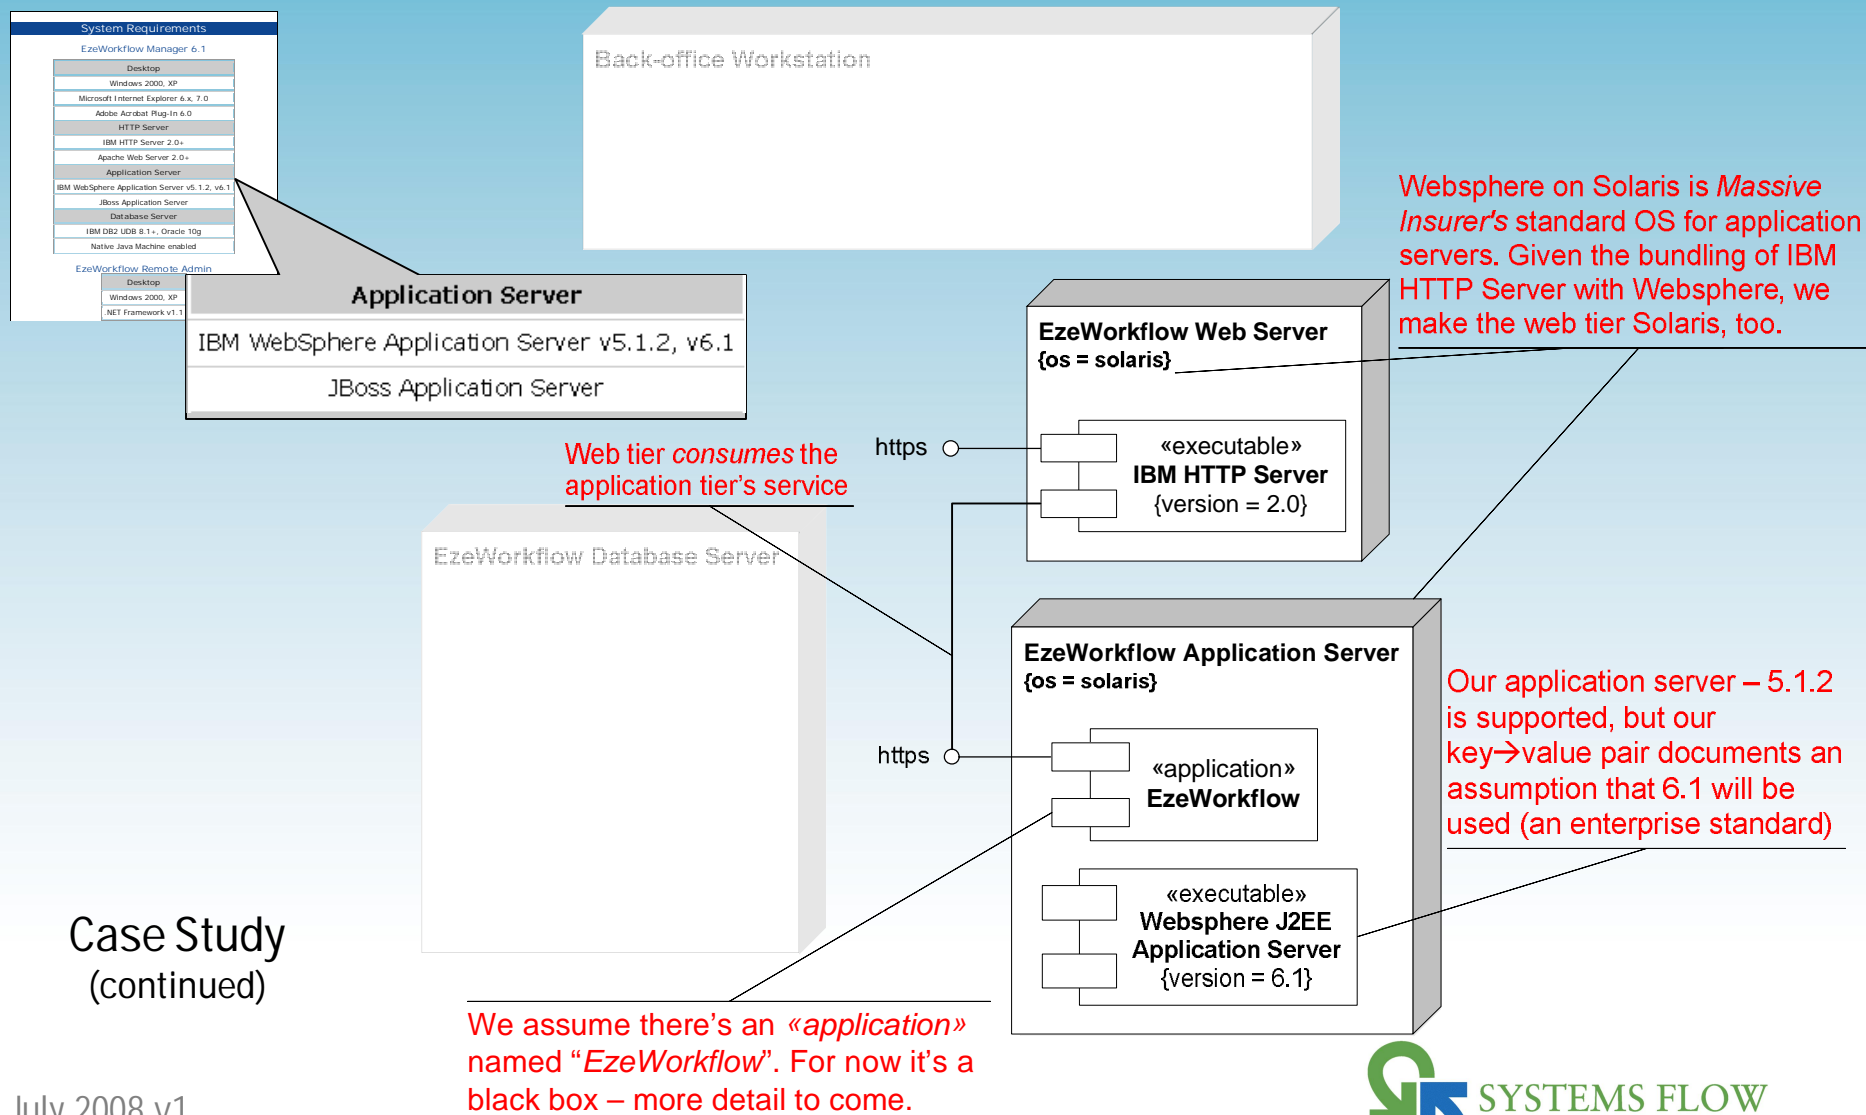 System Requirements
EzeWorkflow Manager 6.1
Desktop
Windows 2000, XP
Microsoft Internet Explorer 6.x, 7.0
Adobe Acrobat Plug-In 6.0
HTTP Server
IBM HTTP Server 2.0+
Apache Web Server 2.0+
Application Server
IBM WebSphere Application Server v5.1.2, v6.1
JBoss Application Server
Database Server
IBM DB2 UDB 8.1+, Oracle 10g
Native Java Machine enabled
EzeWorkflow Remote Admin
Desktop
Windows 2000, XP
.NET Framework v1.1
Application Server
IBM WebSphere Application Server v5.1.2, v6.1
JBoss Application Server
Back-office Workstation
Websphere on Solaris is Massive
Insurer's standard OS for application
servers. Given the bundling of IBM
HTTP Server with Websphere, we
make the web tier Solaris, too.
EzeWorkflow Web Server
{os = solaris}
https
«executable»
IBM HTTP Server
{version = 2.0}
Web tier consumes the
application tier's service
EzeWorkflow Database Server
EzeWorkflow Application Server
{os = solaris}
https
«application»
EzeWorkflow
«executable»
Websphere J2EE
Application Server
{version = 6.1}
Our application server – 5.1.2
is supported, but our
key→value pair documents an
assumption that 6.1 will be
used (an enterprise standard)
Case Study
(continued)
We assume there's an «application»
named “EzeWorkflow”. For now it's a
black box – more detail to come.
July 2008 v1
SYSTEMS FLOW